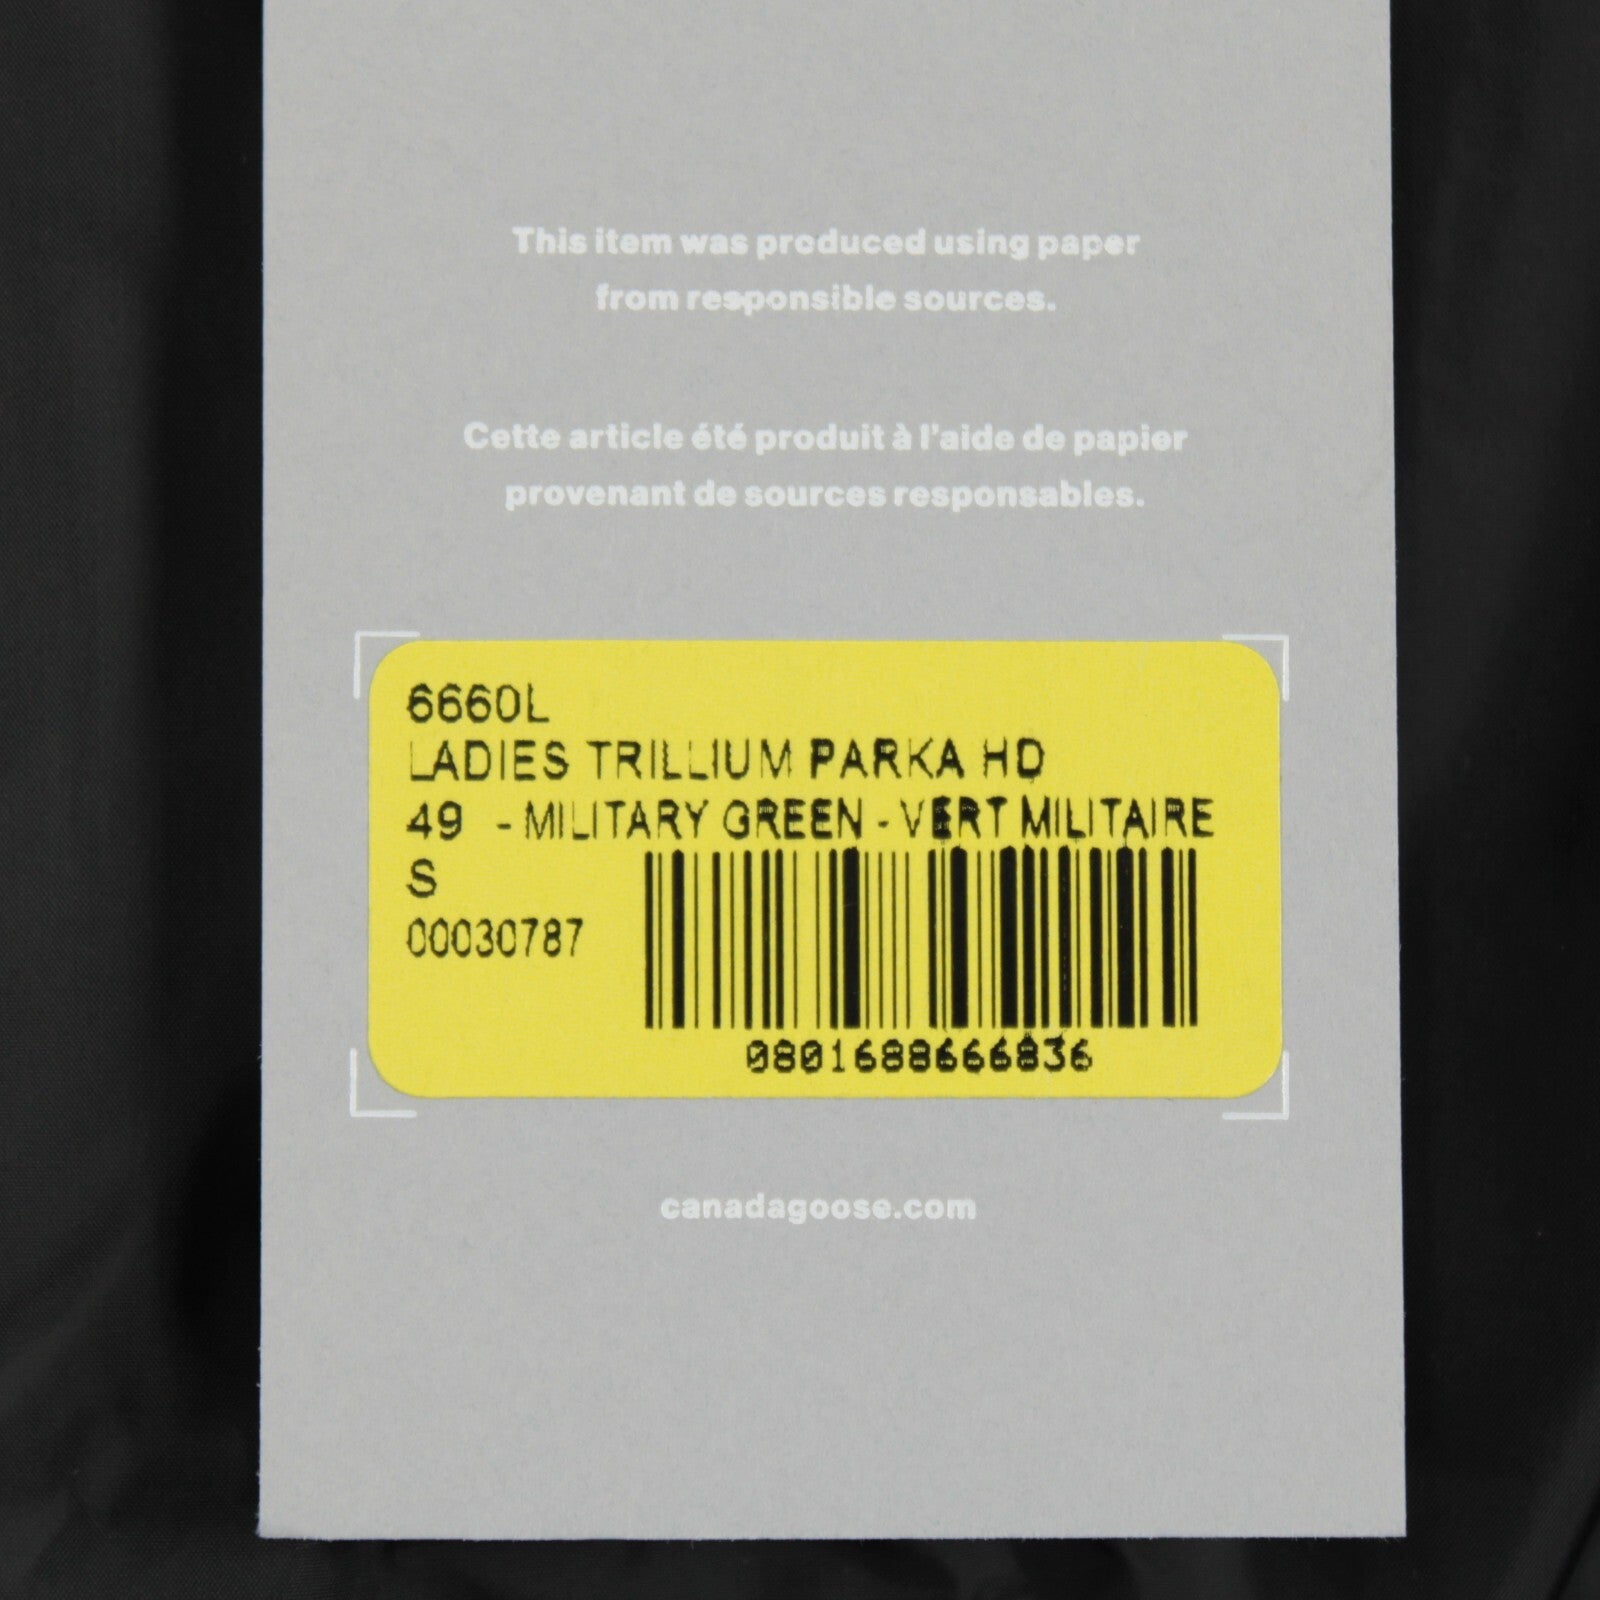 This item was produced using paper
from responsible sources.
Cette article été produit à l'aide de papier
provenant de sources responsables.
6660L
LADIES TRILLIUM PARKA HD
49 - MILITARY GREEN - VERT MILITAIRE
S
00030787
0801688666836
canadagoose.com